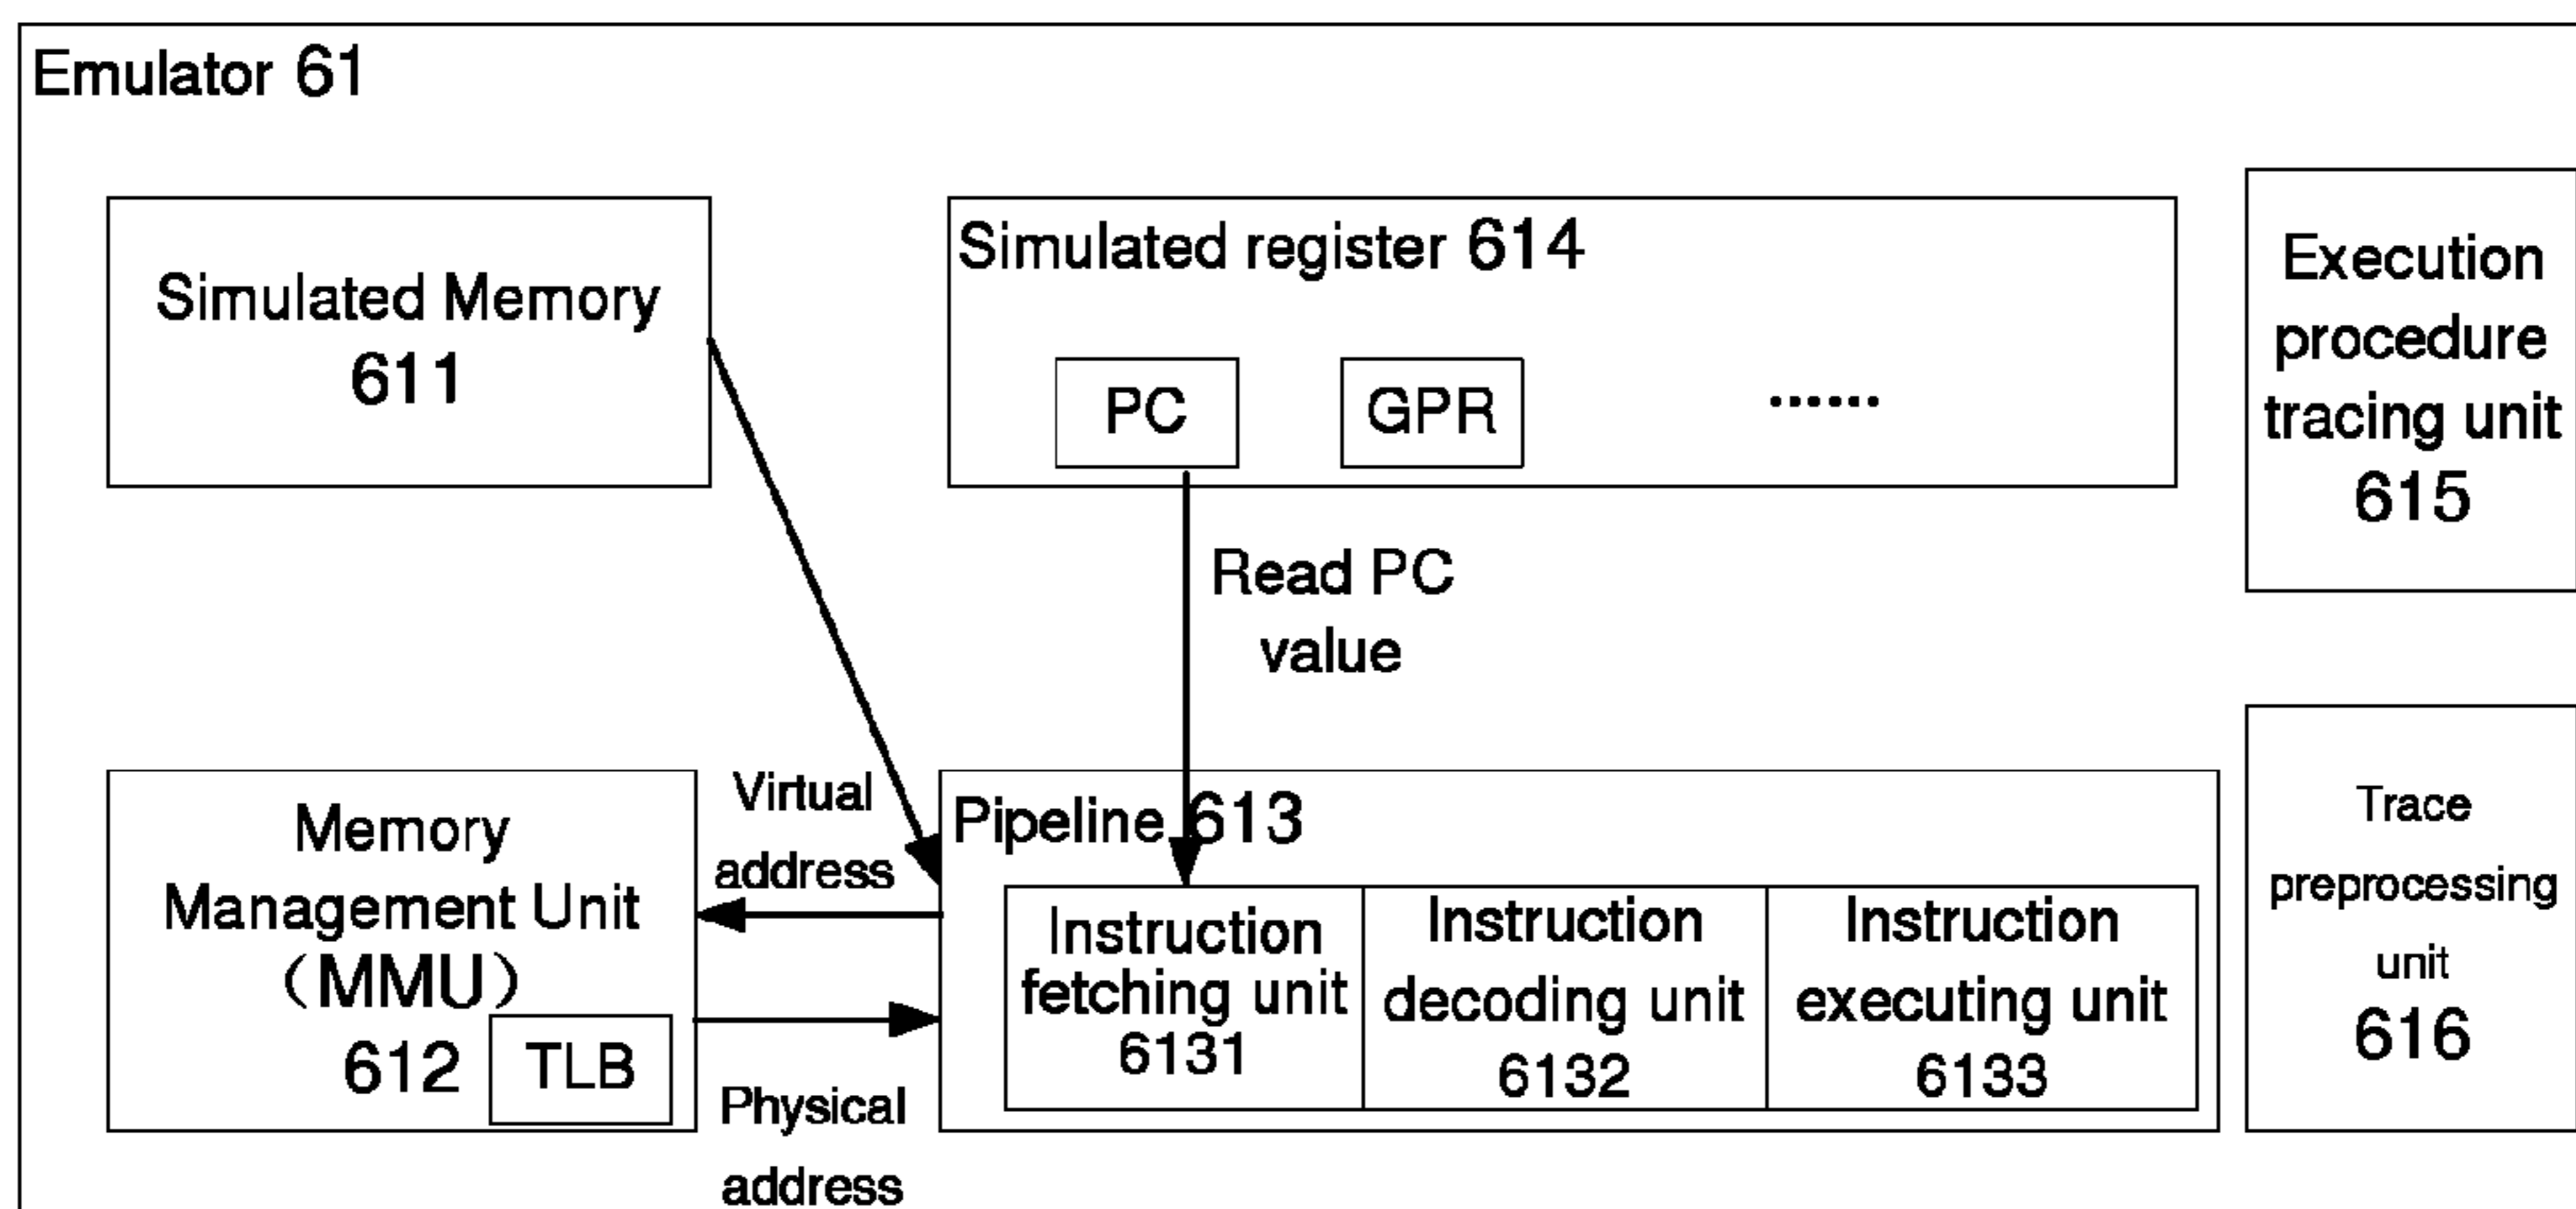 Emulator 61
Simulated Memory
611
Simulated register 614
PC
GPR
......
Execution
procedure
tracing unit
615
Read PC
value
Memory
Management Unit
（MMU）
612
TLB
Virtual
address
Physical
address
Pipeline 613
Instruction
fetching unit
6131
Instruction
decoding unit
6132
Instruction
executing unit
6133
Trace
preprocessing
unit
616